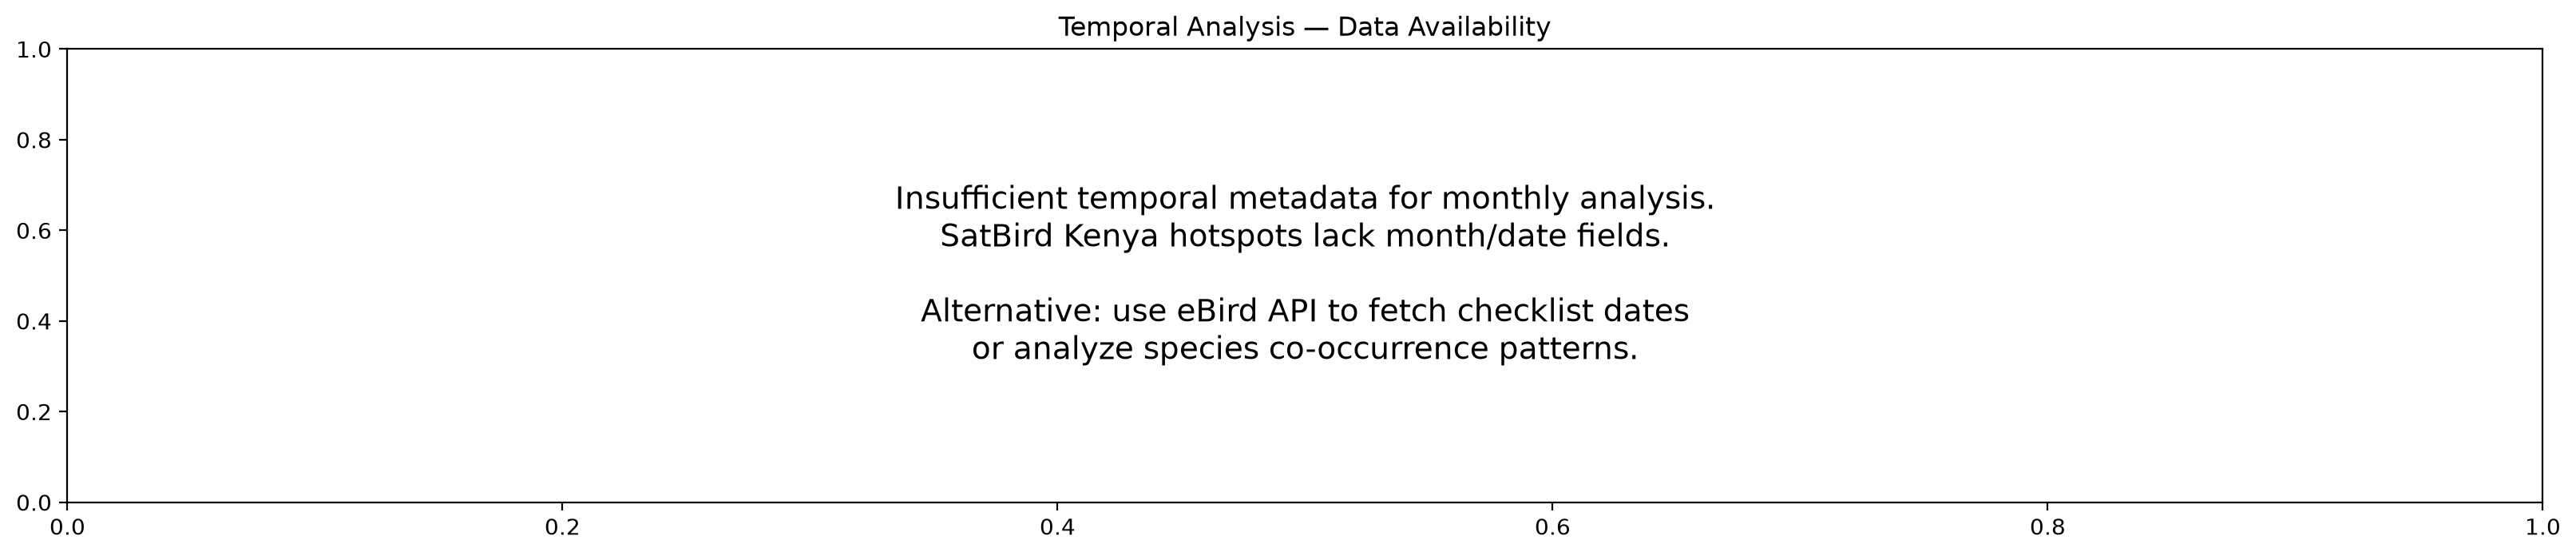 Temporal Analysis — Data Availability
1.0
0.8
0.6
0.4
0.2
0.0
Insufficient temporal metadata for monthly analysis.
SatBird Kenya hotspots lack month/date fields.
Alternative: use eBird API to fetch checklist dates
or analyze species co-occurrence patterns.
0.0 0.2 0.4 0.6 0.8 1.0